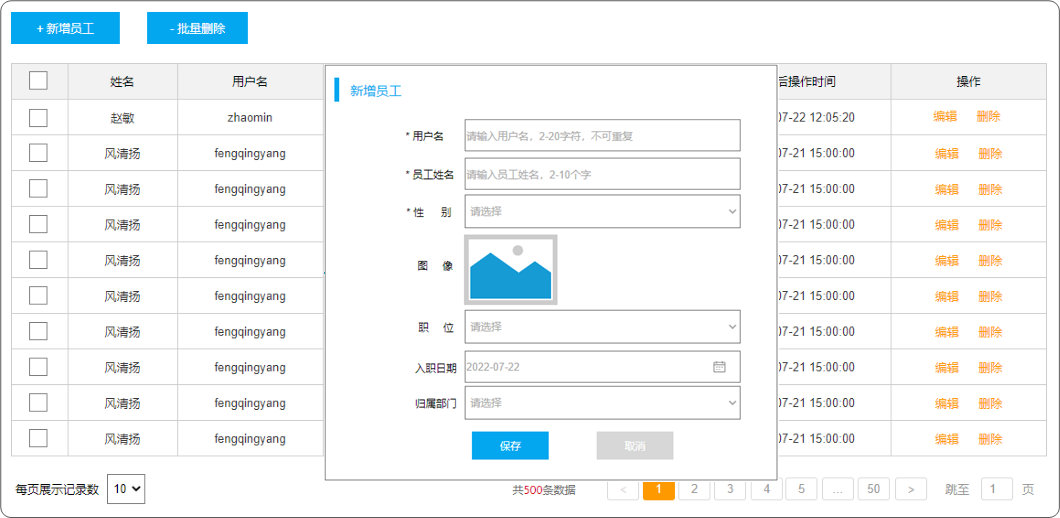 + 新增员工 - 批量删除
姓名 用户名 后操作时间 操作
新增员工
赵敏 zhaomin 07-22 12:05:20 编辑 删除
* 用户名 请输入用户名，2-20字符，不可重复
风清扬 fengqingyang 07-21 15:00:00 编辑 删除
* 员工姓名 请输入员工姓名，2-10个字
风清扬 fengqingyang 07-21 15:00:00 编辑 删除
* 性 别 请选择
风清扬 fengqingyang 07-21 15:00:00 编辑 删除
图 像
风清扬 fengqingyang 07-21 15:00:00 编辑 删除
风清扬 fengqingyang 07-21 15:00:00 编辑 删除
职 位 请选择
风清扬 fengqingyang 07-21 15:00:00 编辑 删除
入职日期 2022-07-22
风清扬 fengqingyang 07-21 15:00:00 编辑 删除
归属部门 请选择
风清扬 fengqingyang 07-21 15:00:00 编辑 删除
风清扬 fengqingyang 07-21 15:00:00 编辑 删除
保存 取消
每页展示记录数 10 共500条数据 < 1 2 3 4 5 ... 50 > 跳至 1 页